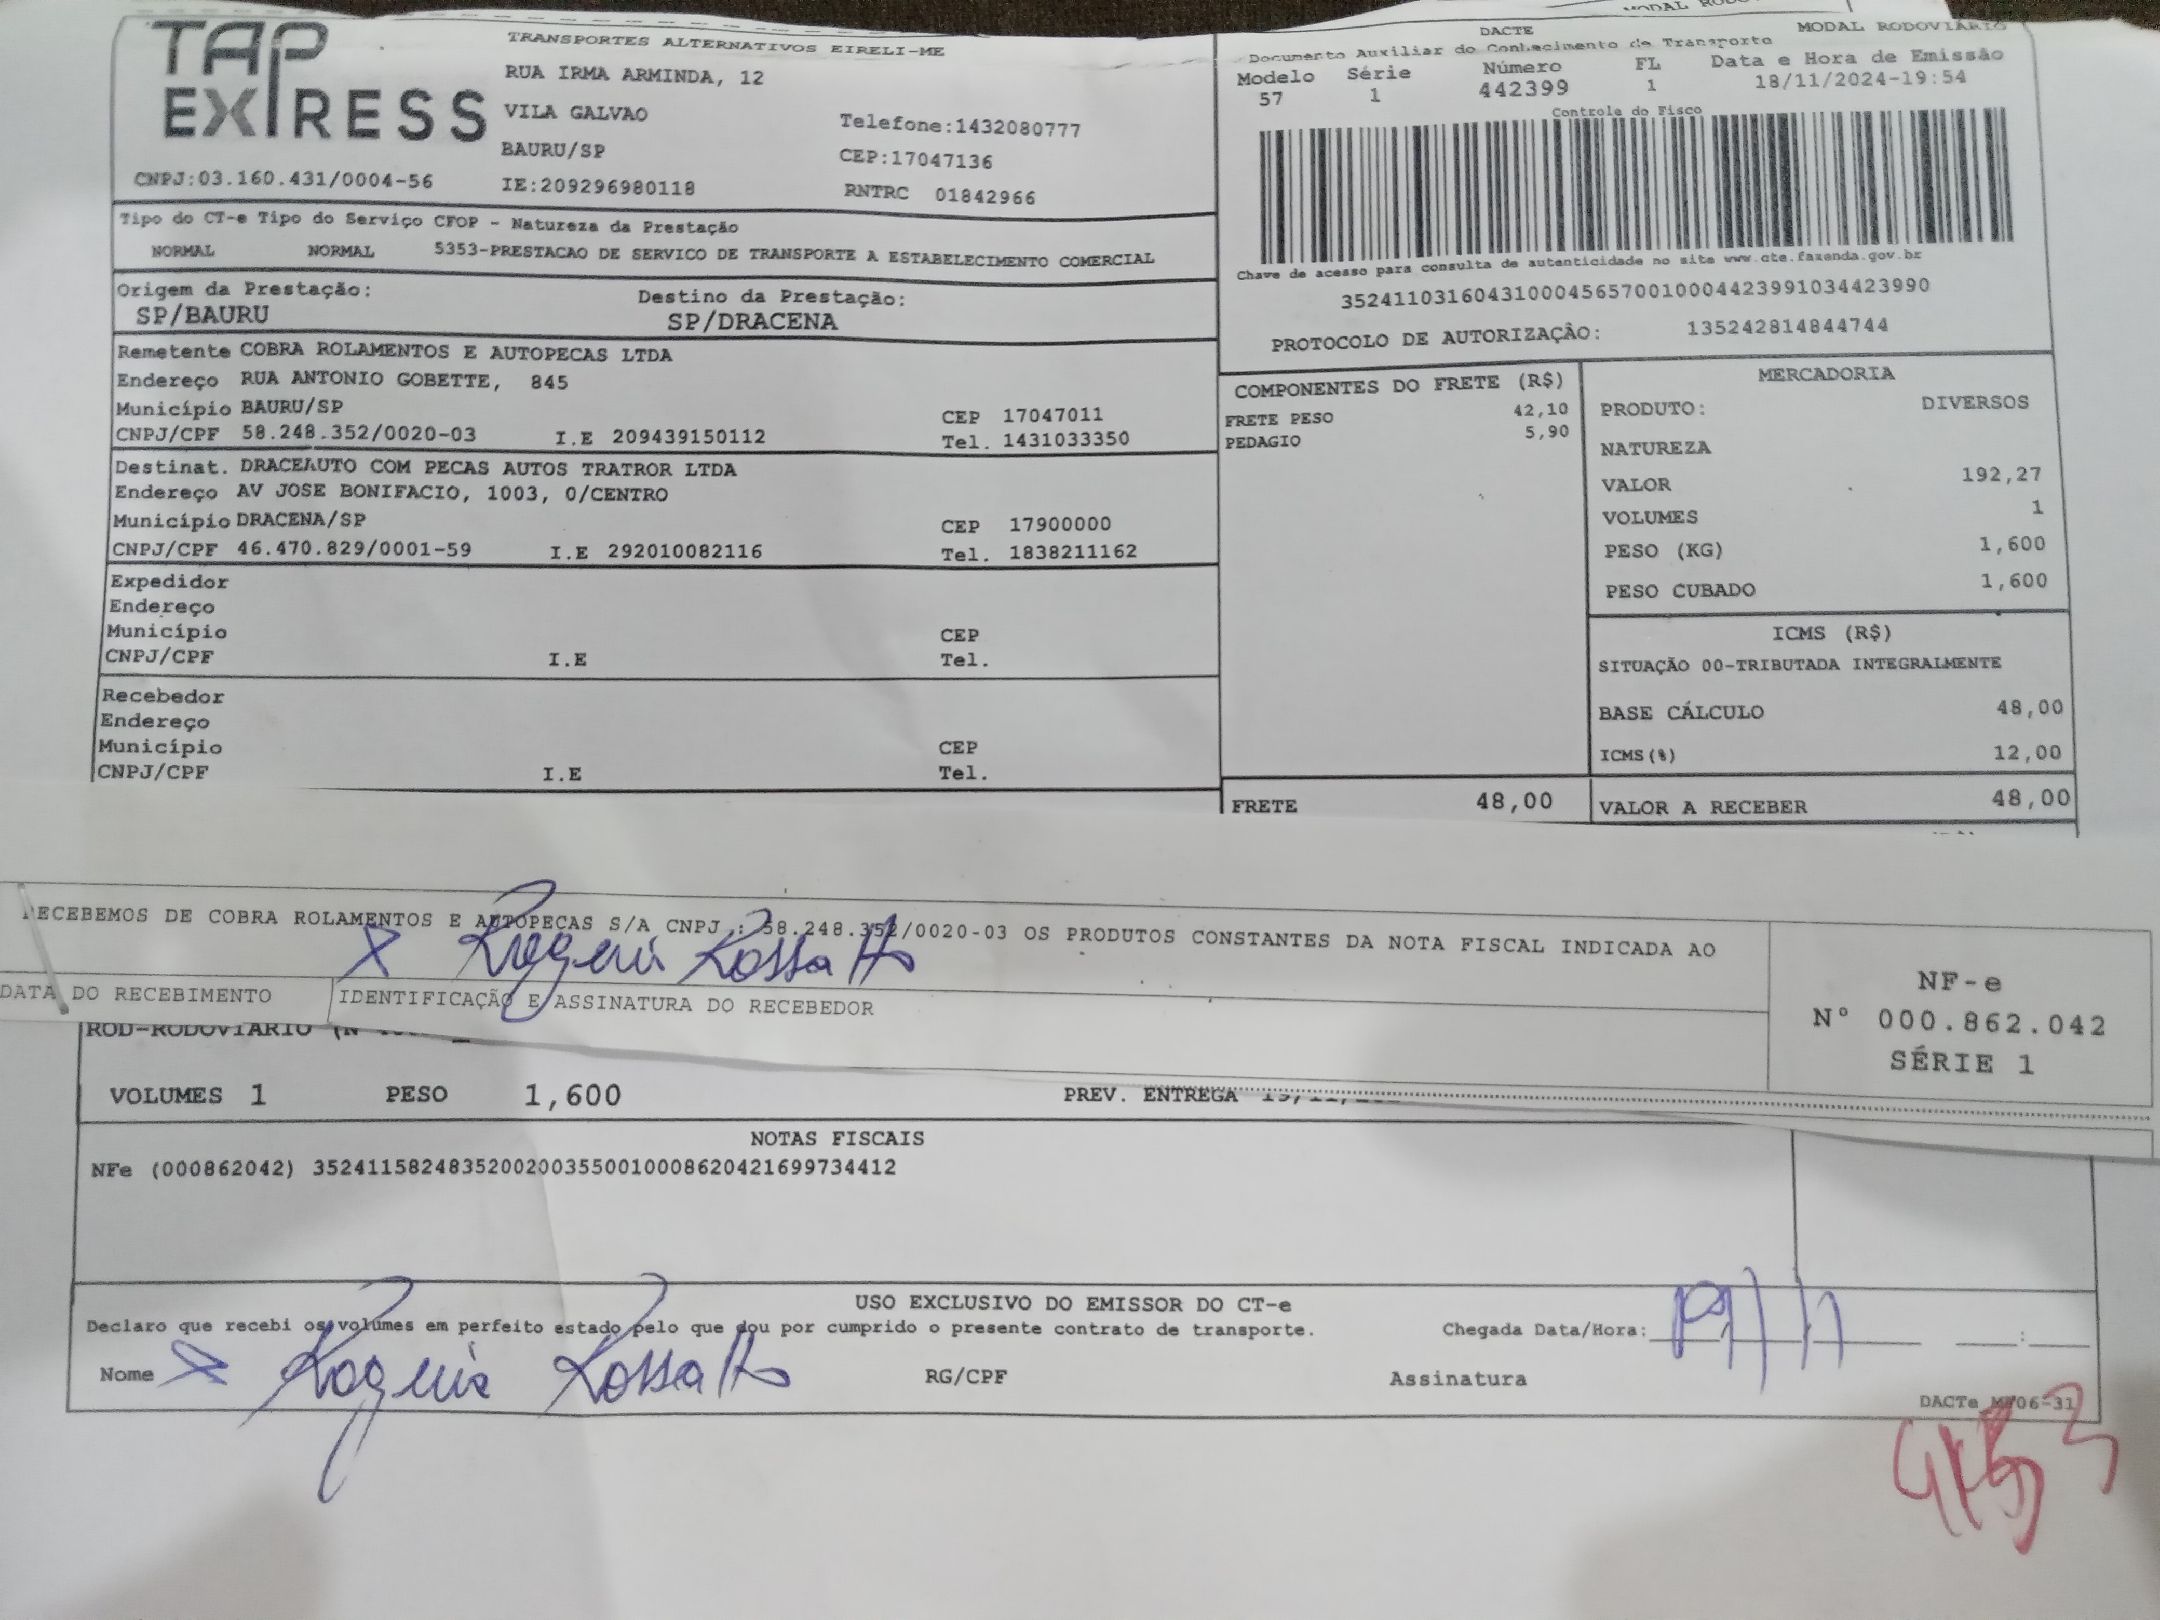 TAP EXPRESS
TRANSPORTES ALTERNATIVOS EIRELI-ME
RUA IRMA ARMINDA, 12
VILA GALVAO
Telefone:1432080777
BAURU/SP
CEP:17047136
CNPJ:03.160.431/0004-56
IE:209296980118
RNTRC 01842966
DACTE
MODAL RODOVIÁRIO
Documento Auxiliar do Conhecimento de Transporte
Modelo Série Número FL Data e Hora de Emissão
57 1 442399 1 18/11/2024-19:54
Controle do Fisco
Chave de acesso para consulta de autenticidade no site www.cte.fazenda.gov.br
35241103160431000456570010004423991034423990
PROTOCOLO DE AUTORIZAÇÃO: 135242814844744
Tipo do CT-e Tipo do Serviço CFOP - Natureza da Prestação
NORMAL NORMAL 5353-PRESTACAO DE SERVICO DE TRANSPORTE A ESTABELECIMENTO COMERCIAL
Origem da Prestação: Destino da Prestação:
SP/BAURU SP/DRACENA
Remetente COBRA ROLAMENTOS E AUTOPECAS LTDA
Endereço RUA ANTONIO GOBETTE, 845
Município BAURU/SP CEP 17047011
CNPJ/CPF 58.248.352/0020-03 I.E 209439150112 Tel. 1431033350
Destinat. DRACEAUTO COM PECAS AUTOS TRATROR LTDA
Endereço AV JOSE BONIFACIO, 1003, 0/CENTRO
Município DRACENA/SP CEP 17900000
CNPJ/CPF 46.470.829/0001-59 I.E 292010082116 Tel. 1838211162
Expedidor
Endereço
Município CEP
CNPJ/CPF I.E Tel.
Recebedor
Endereço
Município CEP
CNPJ/CPF I.E Tel.
COMPONENTES DO FRETE (R$)
FRETE PESO 42,10
PEDAGIO 5,90
FRETE 48,00
MERCADORIA
PRODUTO: DIVERSOS
NATUREZA
VALOR 192,27
VOLUMES 1
PESO (KG) 1,600
PESO CUBADO 1,600
ICMS (R$)
SITUAÇÃO 00-TRIBUTADA INTEGRALMENTE
BASE CÁLCULO 48,00
ICMS(%) 12,00
VALOR A RECEBER 48,00
RECEBEMOS DE COBRA ROLAMENTOS E AUTOPECAS S/A CNPJ : 58.248.352/0020-03 OS PRODUTOS CONSTANTES DA NOTA FISCAL INDICADA AO
DATA DO RECEBIMENTO IDENTIFICAÇÃO E ASSINATURA DO RECEBEDOR
NF-e
Nº 000.862.042
SÉRIE 1
ROD-RODOVIARIO
VOLUMES 1 PESO 1,600 PREV. ENTREGA
NOTAS FISCAIS
NFe (000862042) 35241158248352002003550010008620421699734412
USO EXCLUSIVO DO EMISSOR DO CT-e
Declaro que recebi os volumes em perfeito estado pelo que dou por cumprido o presente contrato de transporte. Chegada Data/Hora: 19/11
Nome RG/CPF Assinatura
DACTe